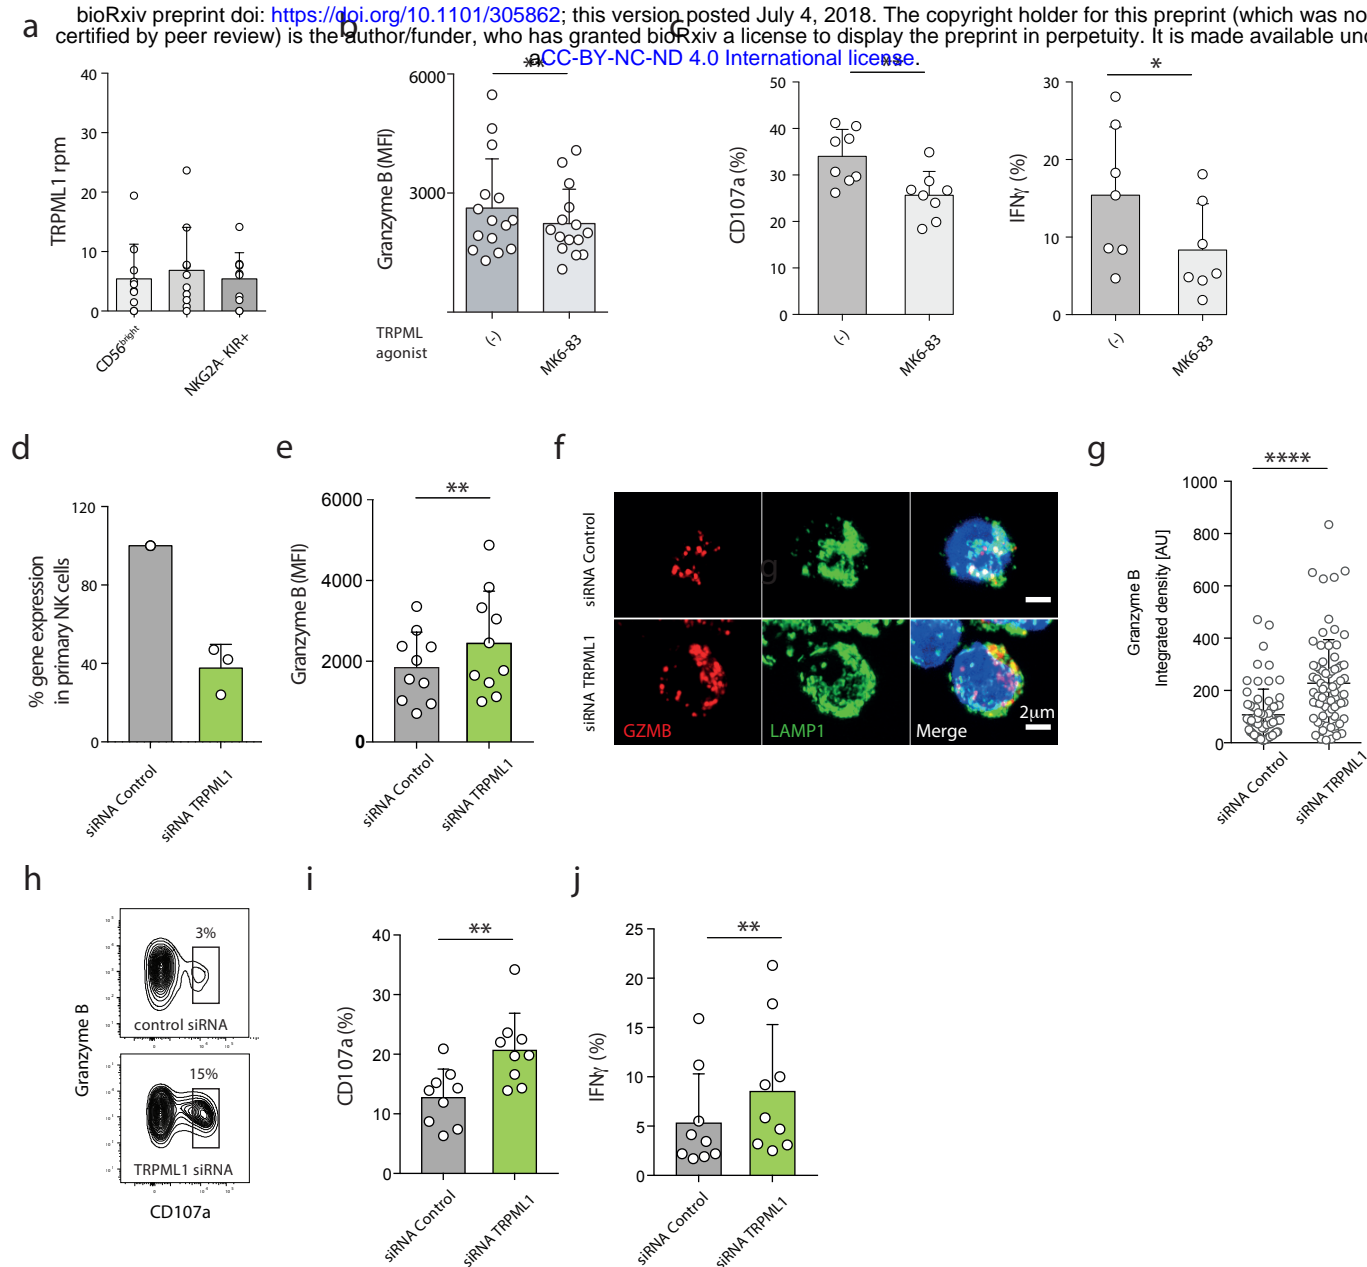 bioRxiv preprint doi: https://doi.org/10.1101/305862; this version posted July 4, 2018. The copyright holder for this preprint (which was no
certified by peer review) is the author/funder, who has granted bioRxiv a license to display the preprint in perpetuity. It is made available und
aCC-BY-NC-ND 4.0 International license.
a
b
c
TRPML1 rpm
40
30
20
10
0
CD56bright
NKG2A- KIR+
Granzyme B (MFI)
6000
3000
**
TRPML
agonist
(-)
MK6-83
CD107a (%)
50
40
30
20
10
0
**
(-)
MK6-83
IFNγ (%)
30
20
10
0
*
(-)
MK6-83
d
% gene expression
in primary NK cells
120
80
40
0
siRNA Control
siRNA TRPML1
e
Granzyme B (MFI)
6000
4000
2000
0
**
siRNA Control
siRNA TRPML1
f
siRNA Control
siRNA TRPML1
g
GZMB
LAMP1
Merge
2μm
g
Granzyme B
Integrated density [AU]
1000
800
600
400
200
0
****
siRNA Control
siRNA TRPML1
h
Granzyme B
3%
control siRNA
15%
TRPML1 siRNA
CD107a
i
CD107a (%)
40
30
20
10
0
**
siRNA Control
siRNA TRPML1
j
IFNγ (%)
25
20
15
10
5
0
**
siRNA Control
siRNA TRPML1